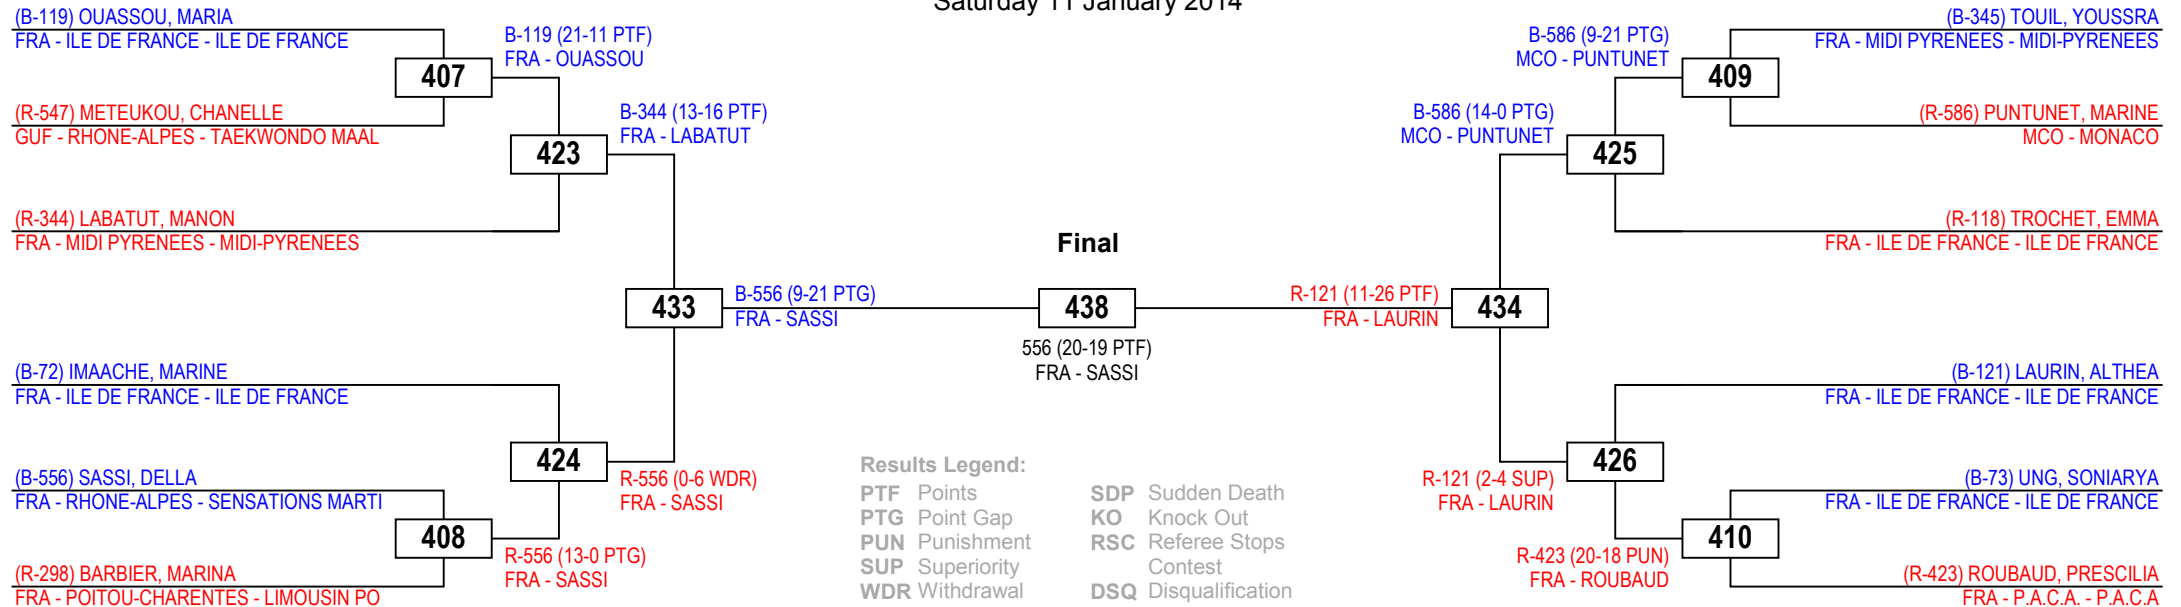 Saturday 11 January 2014
(B-119) OUASSOU, MARIA
FRA - ILE DE FRANCE - ILE DE FRANCE
B-119 (21-11 PTF)
FRA - OUASSOU
407
(R-547) METEUKOU, CHANELLE
GUF - RHONE-ALPES - TAEKWONDO MAAL
B-344 (13-16 PTF)
FRA - LABATUT
423
(R-344) LABATUT, MANON
FRA - MIDI PYRENEES - MIDI-PYRENEES
433
B-556 (9-21 PTG)
FRA - SASSI
(B-72) IMAACHE, MARINE
FRA - ILE DE FRANCE - ILE DE FRANCE
424
R-556 (0-6 WDR)
FRA - SASSI
(B-556) SASSI, DELLA
FRA - RHONE-ALPES - SENSATIONS MARTI
408
R-556 (13-0 PTG)
FRA - SASSI
(R-298) BARBIER, MARINA
FRA - POITOU-CHARENTES - LIMOUSIN PO
Final
438
556 (20-19 PTF)
FRA - SASSI
(B-345) TOUIL, YOUSSRA
FRA - MIDI PYRENEES - MIDI-PYRENEES
B-586 (9-21 PTG)
MCO - PUNTUNET
409
(R-586) PUNTUNET, MARINE
MCO - MONACO
B-586 (14-0 PTG)
MCO - PUNTUNET
425
(R-118) TROCHET, EMMA
FRA - ILE DE FRANCE - ILE DE FRANCE
R-121 (11-26 PTF)
FRA - LAURIN
434
(B-121) LAURIN, ALTHEA
FRA - ILE DE FRANCE - ILE DE FRANCE
426
R-121 (2-4 SUP)
FRA - LAURIN
(B-73) UNG, SONIARYA
FRA - ILE DE FRANCE - ILE DE FRANCE
410
R-423 (20-18 PUN)
FRA - ROUBAUD
(R-423) ROUBAUD, PRESCILIA
FRA - P.A.C.A. - P.A.C.A
Results Legend:
PTF Points
PTG Point Gap
PUN Punishment
SUP Superiority
WDR Withdrawal
SDP Sudden Death
KO Knock Out
RSC Referee Stops
Contest
DSQ Disqualification